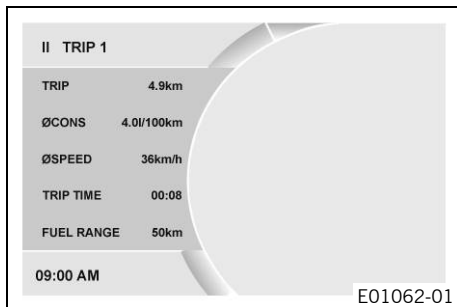 II TRIP 1
TRIP 4.9km
ØCONS 4.0l/100km
ØSPEED 36km/h
TRIP TIME 00:08
FUEL RANGE 50km
09:00 AM
E01062-01